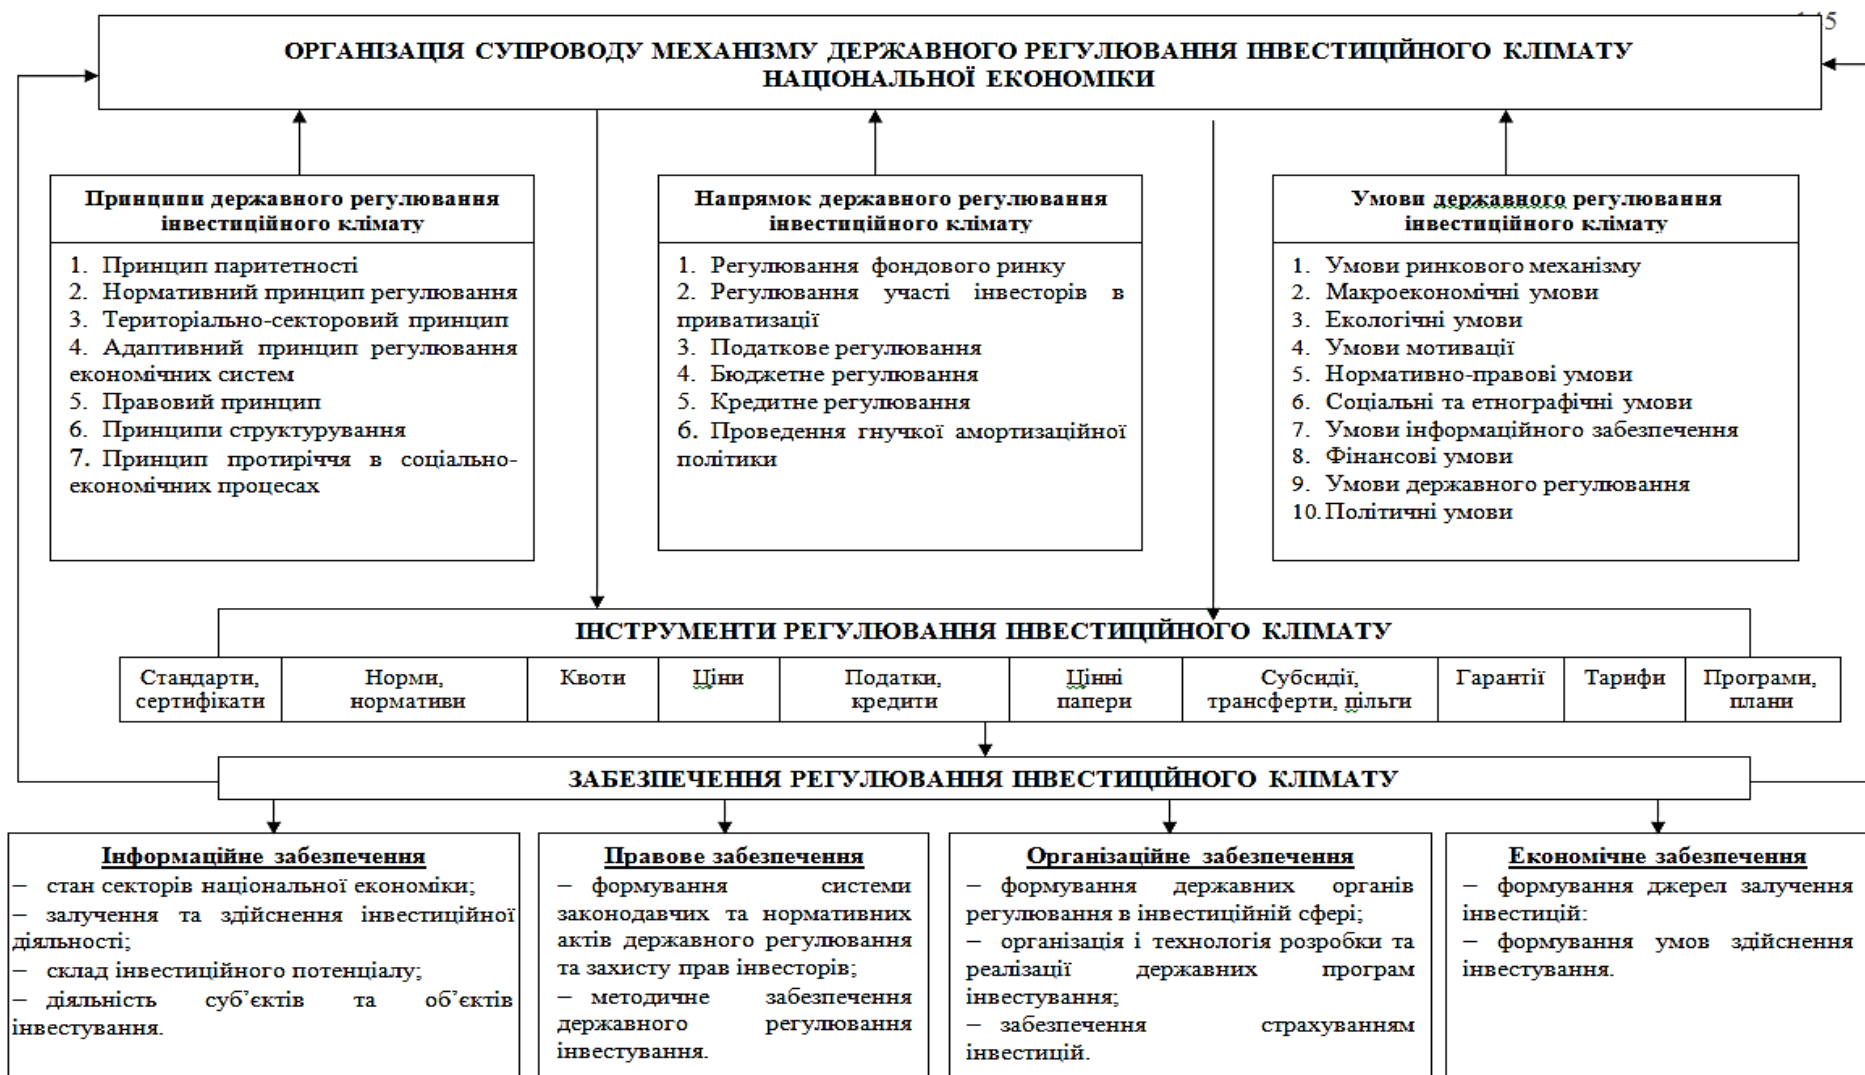 ОРГАНІЗАЦІЯ СУПРОВОДУ МЕХАНІЗМУ ДЕРЖАВНОГО РЕГУЛЮВАННЯ ІНВЕСТИЦІЙНОГО КЛІМАТУ
НАЦІОНАЛЬНОЇ ЕКОНОМІКИ
Принципи державного регулювання
інвестиційного клімату
1. Принцип паритетності
2. Нормативний принцип регулювання
3. Територіально-секторовий принцип
4. Адаптивний принцип регулювання
економічних систем
5. Правовий принцип
6. Принципи структурування
7. Принцип протиріччя в соціально-
економічних процесах
Напрямок державного регулювання
інвестиційного клімату
1. Регулювання фондового ринку
2. Регулювання участі інвесторів в
приватизації
3. Податкове регулювання
4. Бюджетне регулювання
5. Кредитне регулювання
6. Проведення гнучкої амортизаційної
політики
Умови державного регулювання
інвестиційного клімату
1. Умови ринкового механізму
2. Макроекономічні умови
3. Екологічні умови
4. Умови мотивації
5. Нормативно-правові умови
6. Соціальні та етнографічні умови
7. Умови інформаційного забезпечення
8. Фінансові умови
9. Умови державного регулювання
10. Політичні умови
ІНСТРУМЕНТИ РЕГУЛЮВАННЯ ІНВЕСТИЦІЙНОГО КЛІМАТУ
Стандарти,
сертифікати
Норми,
нормативи
Квоти
Ціни
Податки,
кредити
Цінні
папери
Субсидії,
трансферти, пільги
Гарантії
Тарифи
Програми,
плани
ЗАБЕЗПЕЧЕННЯ РЕГУЛЮВАННЯ ІНВЕСТИЦІЙНОГО КЛІМАТУ
Інформаційне забезпечення
– стан секторів національної економіки;
– залучення та здійснення інвестиційної
діяльності;
– склад інвестиційного потенціалу;
– діяльність суб’єктів та об’єктів
інвестування.
Правове забезпечення
– формування системи
законодавчих та нормативних
актів державного регулювання
та захисту прав інвесторів;
– методичне забезпечення
державного регулювання
інвестування.
Організаційне забезпечення
– формування державних органів
регулювання в інвестиційній сфері;
– організація і технологія розробки та
реалізації державних програм
інвестування;
– забезпечення страхуванням
інвестицій.
Економічне забезпечення
– формування джерел залучення
інвестицій:
– формування умов здійснення
інвестування.